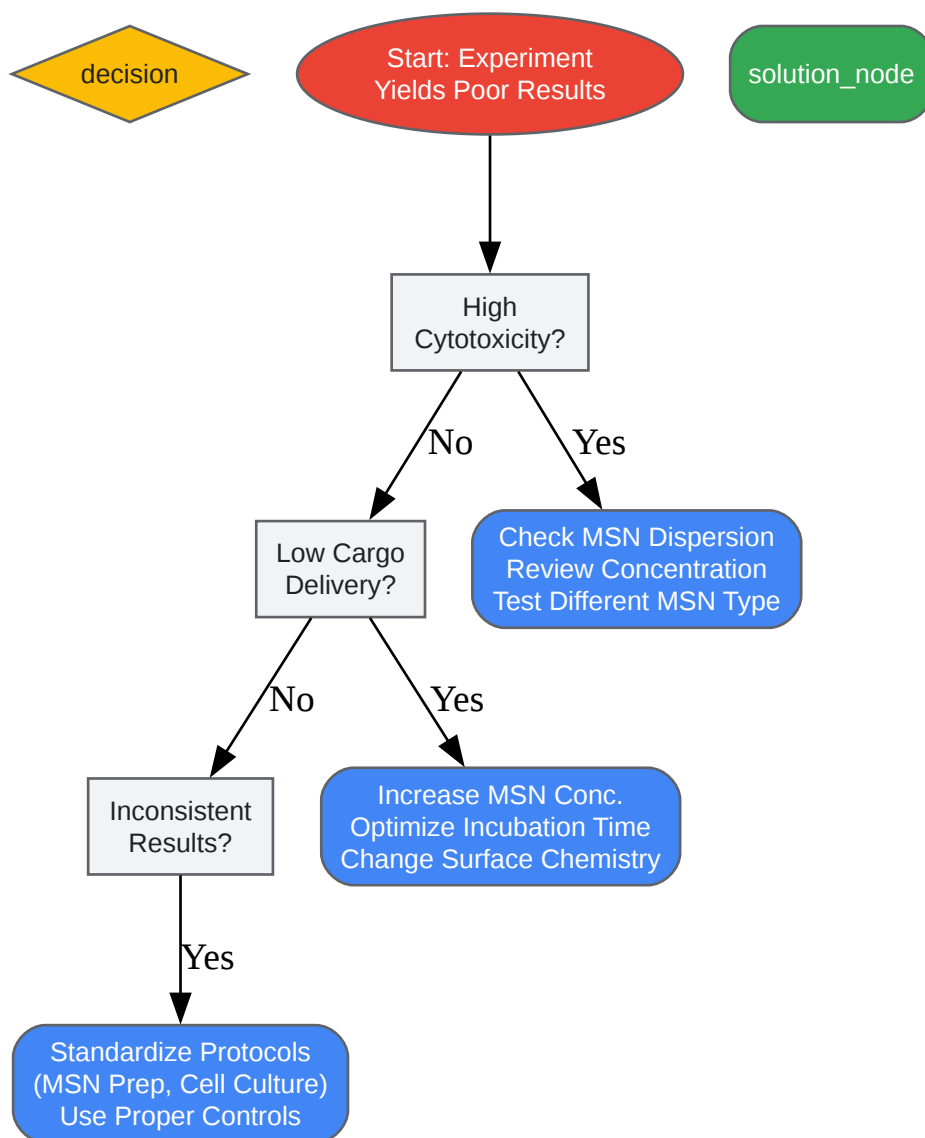 decision
Start: Experiment
Yields Poor Results
solution_node
High
Cytotoxicity?
No
Yes
Check MSN Dispersion
Review Concentration
Test Different MSN Type
Low Cargo
Delivery?
No
Yes
Inconsistent
Results?
Increase MSN Conc.
Optimize Incubation Time
Change Surface Chemistry
Yes
Standardize Protocols
(MSN Prep, Cell Culture)
Use Proper Controls